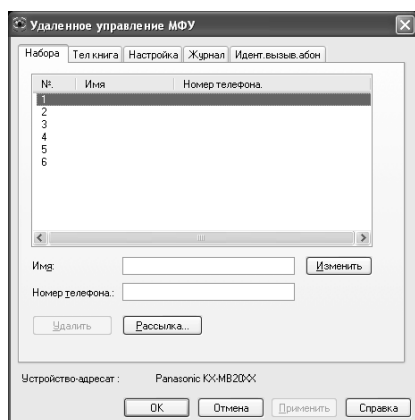 Удаленное управление МФУ
Набора Тел книга Настройка Журнал Идент.вызыв.абон
№. Имя Номер телефона.
1
2
3
4
5
6
Имя: Изменить
Номер телефона.:
Удалить Рассылка...
Устройство-адресат : Panasonic KX-MB20XX
OK Отмена Применить Справка